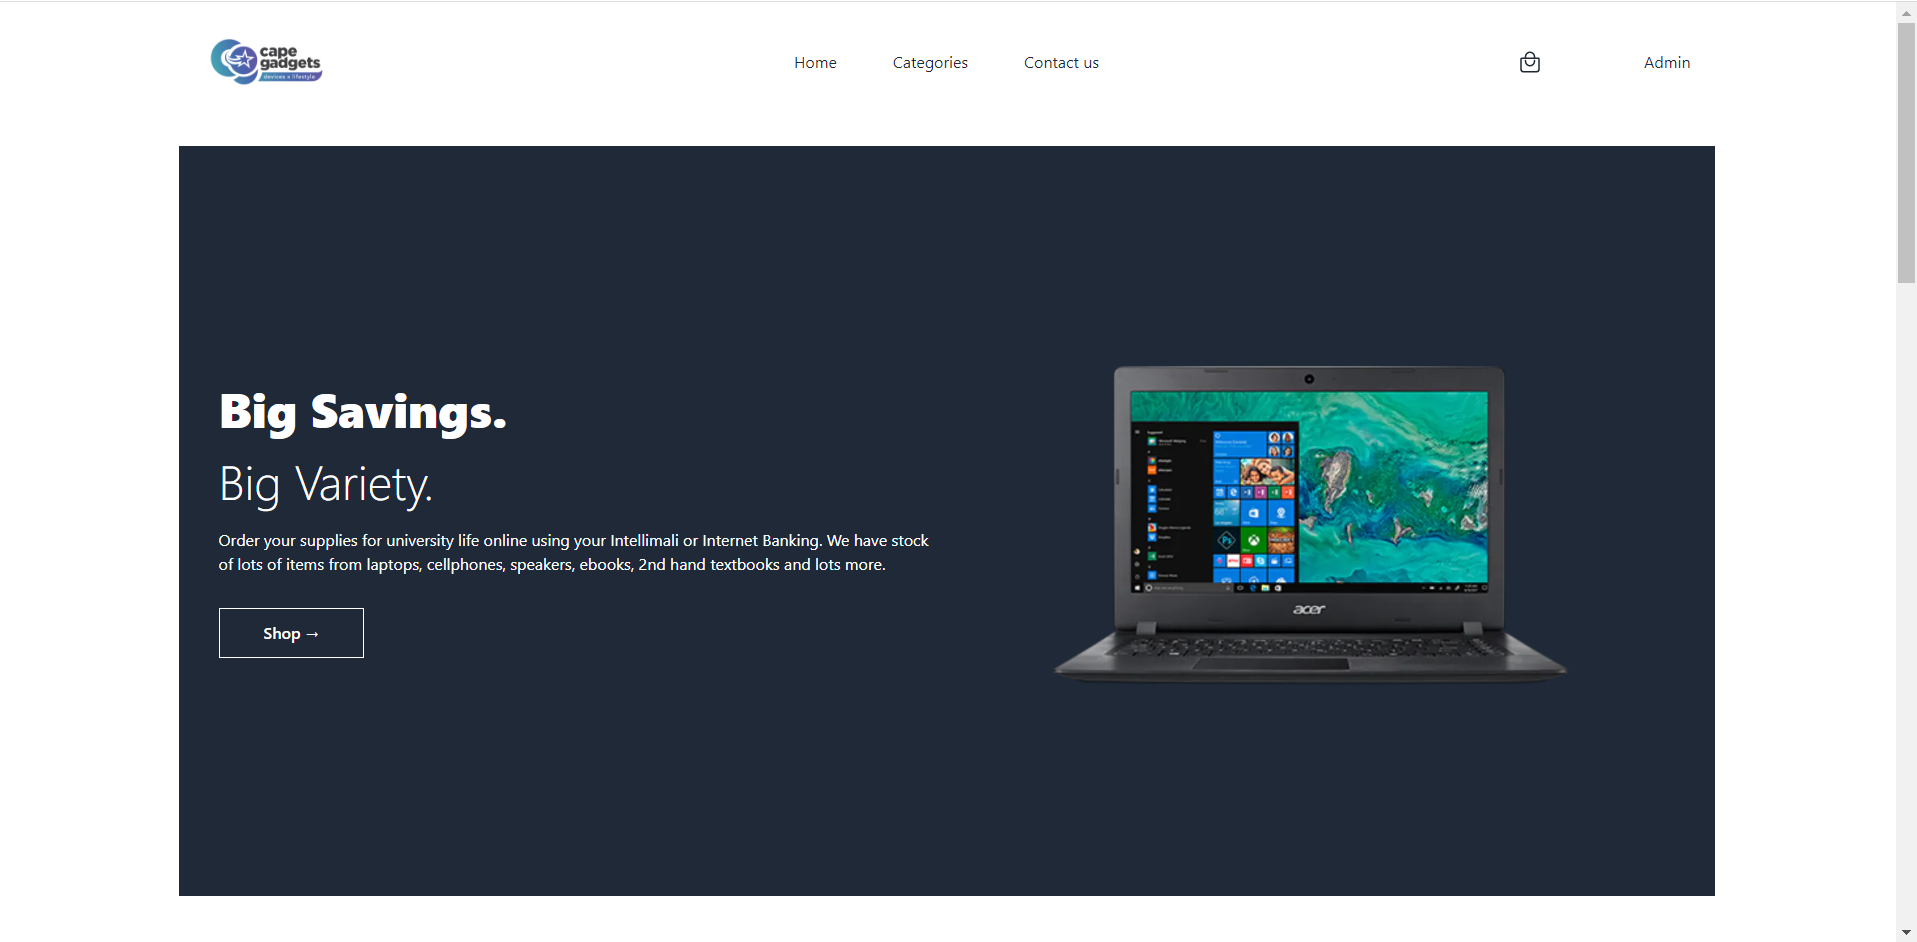 cape
gadgets
devices x lifestyle
Home
Categories
Contact us
Admin
Big Savings.
Big Variety.
Order your supplies for university life online using your Intellimali or Internet Banking. We have stock
of lots of items from laptops, cellphones, speakers, ebooks, 2nd hand textbooks and lots more.
Shop →
acer